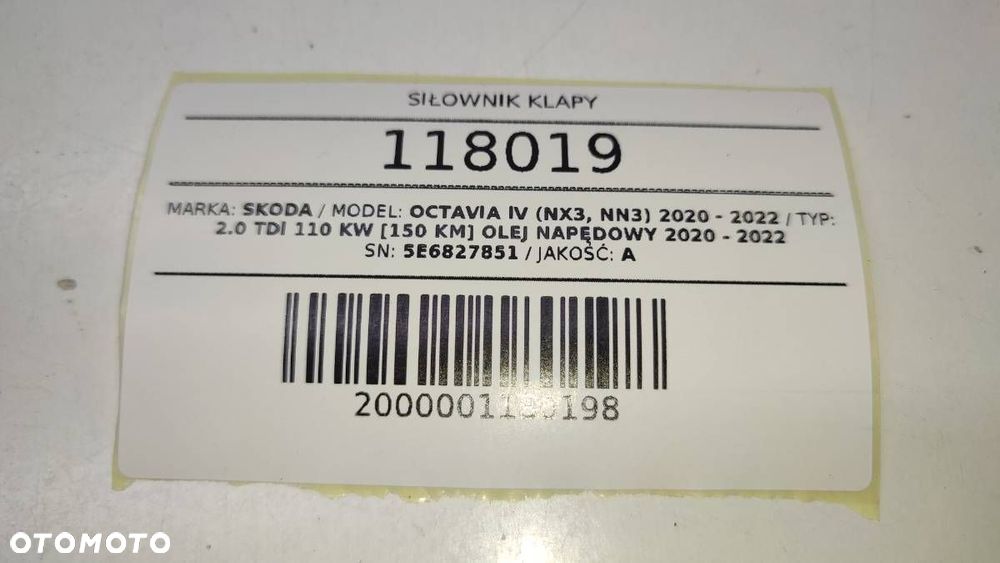 SIŁOWNIK KLAPY
118019
MARKA: SKODA / MODEL: OCTAVIA IV (NX3, NN3) 2020 - 2022 / TYP:
2.0 TDI 110 KW [150 KM] OLEJ NAPĘDOWY 2020 - 2022
SN: 5E6827851 / JAKOŚĆ: A
OTOMOTO